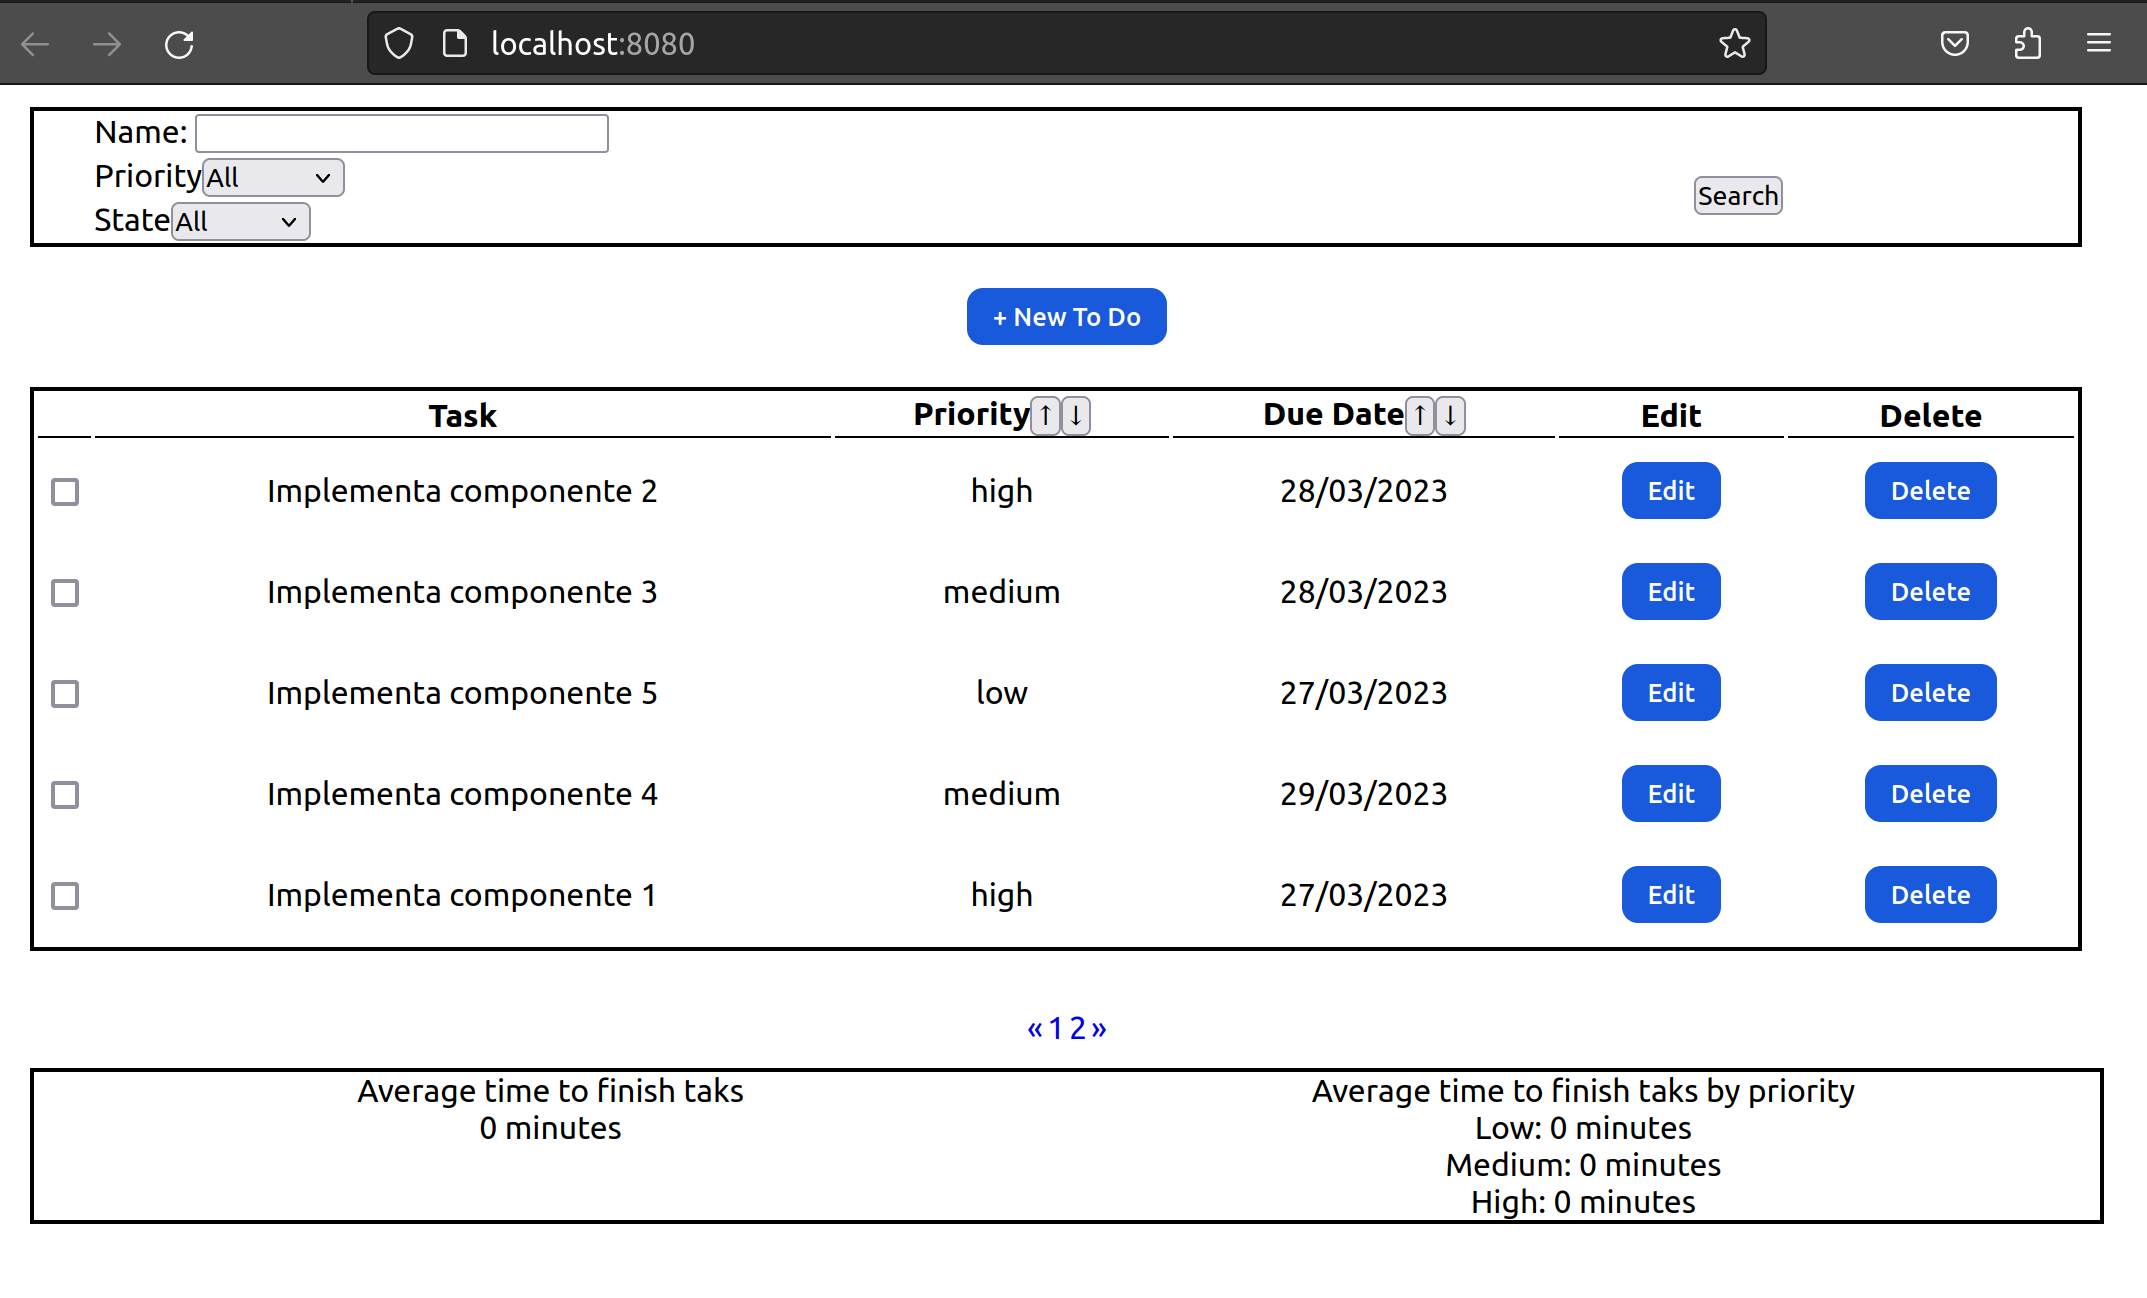 localhost:8080
Name:
Priority All
State All
Search
+ New To Do
Task Priority ↑ ↓ Due Date ↑ ↓ Edit Delete
Implementa componente 2 high 28/03/2023 Edit Delete
Implementa componente 3 medium 28/03/2023 Edit Delete
Implementa componente 5 low 27/03/2023 Edit Delete
Implementa componente 4 medium 29/03/2023 Edit Delete
Implementa componente 1 high 27/03/2023 Edit Delete
« 1 2 »
Average time to finish taks
0 minutes
Average time to finish taks by priority
Low: 0 minutes
Medium: 0 minutes
High: 0 minutes